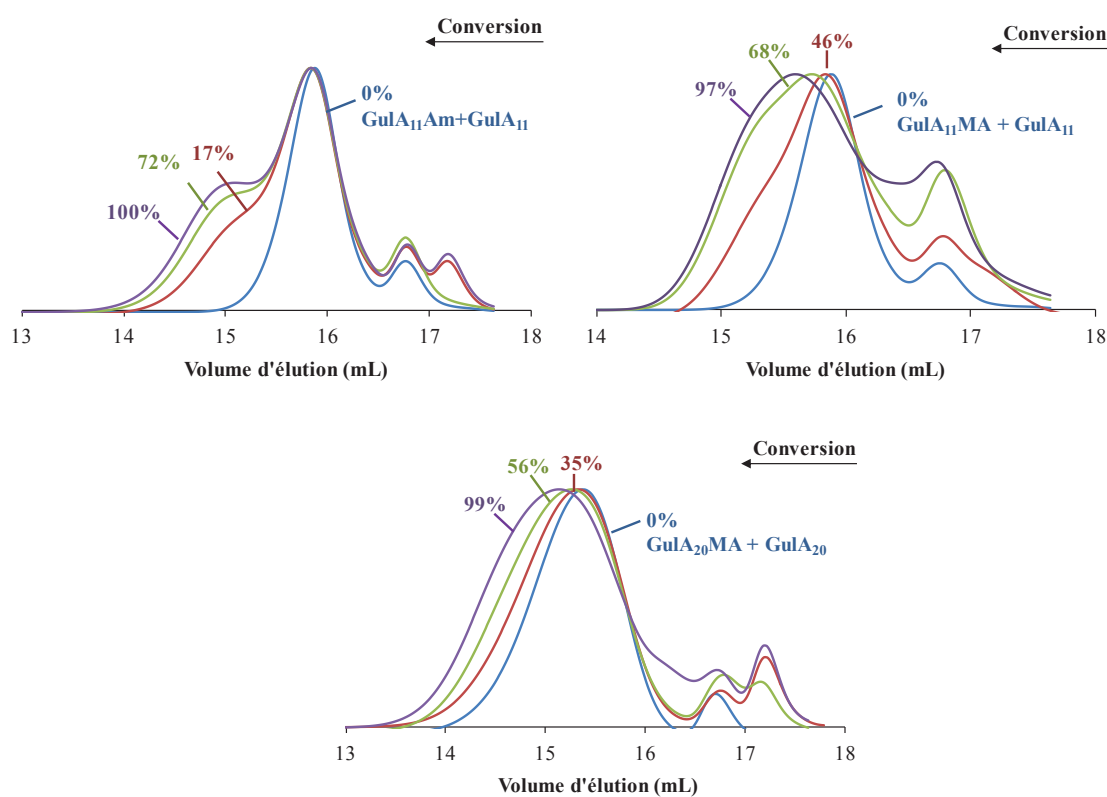 Conversion
0%
GulA₁₁Am+GulA₁₁
17%
72%
100%
13 14 15 16 17 18
Volume d'élution (mL)
Conversion
46%
68%
97%
0%
GulA₁₁MA + GulA₁₁
14 15 16 17 18
Volume d'élution (mL)
Conversion
56% 35%
99%
0%
GulA₂₀MA + GulA₂₀
13 14 15 16 17 18
Volume d'élution (mL)